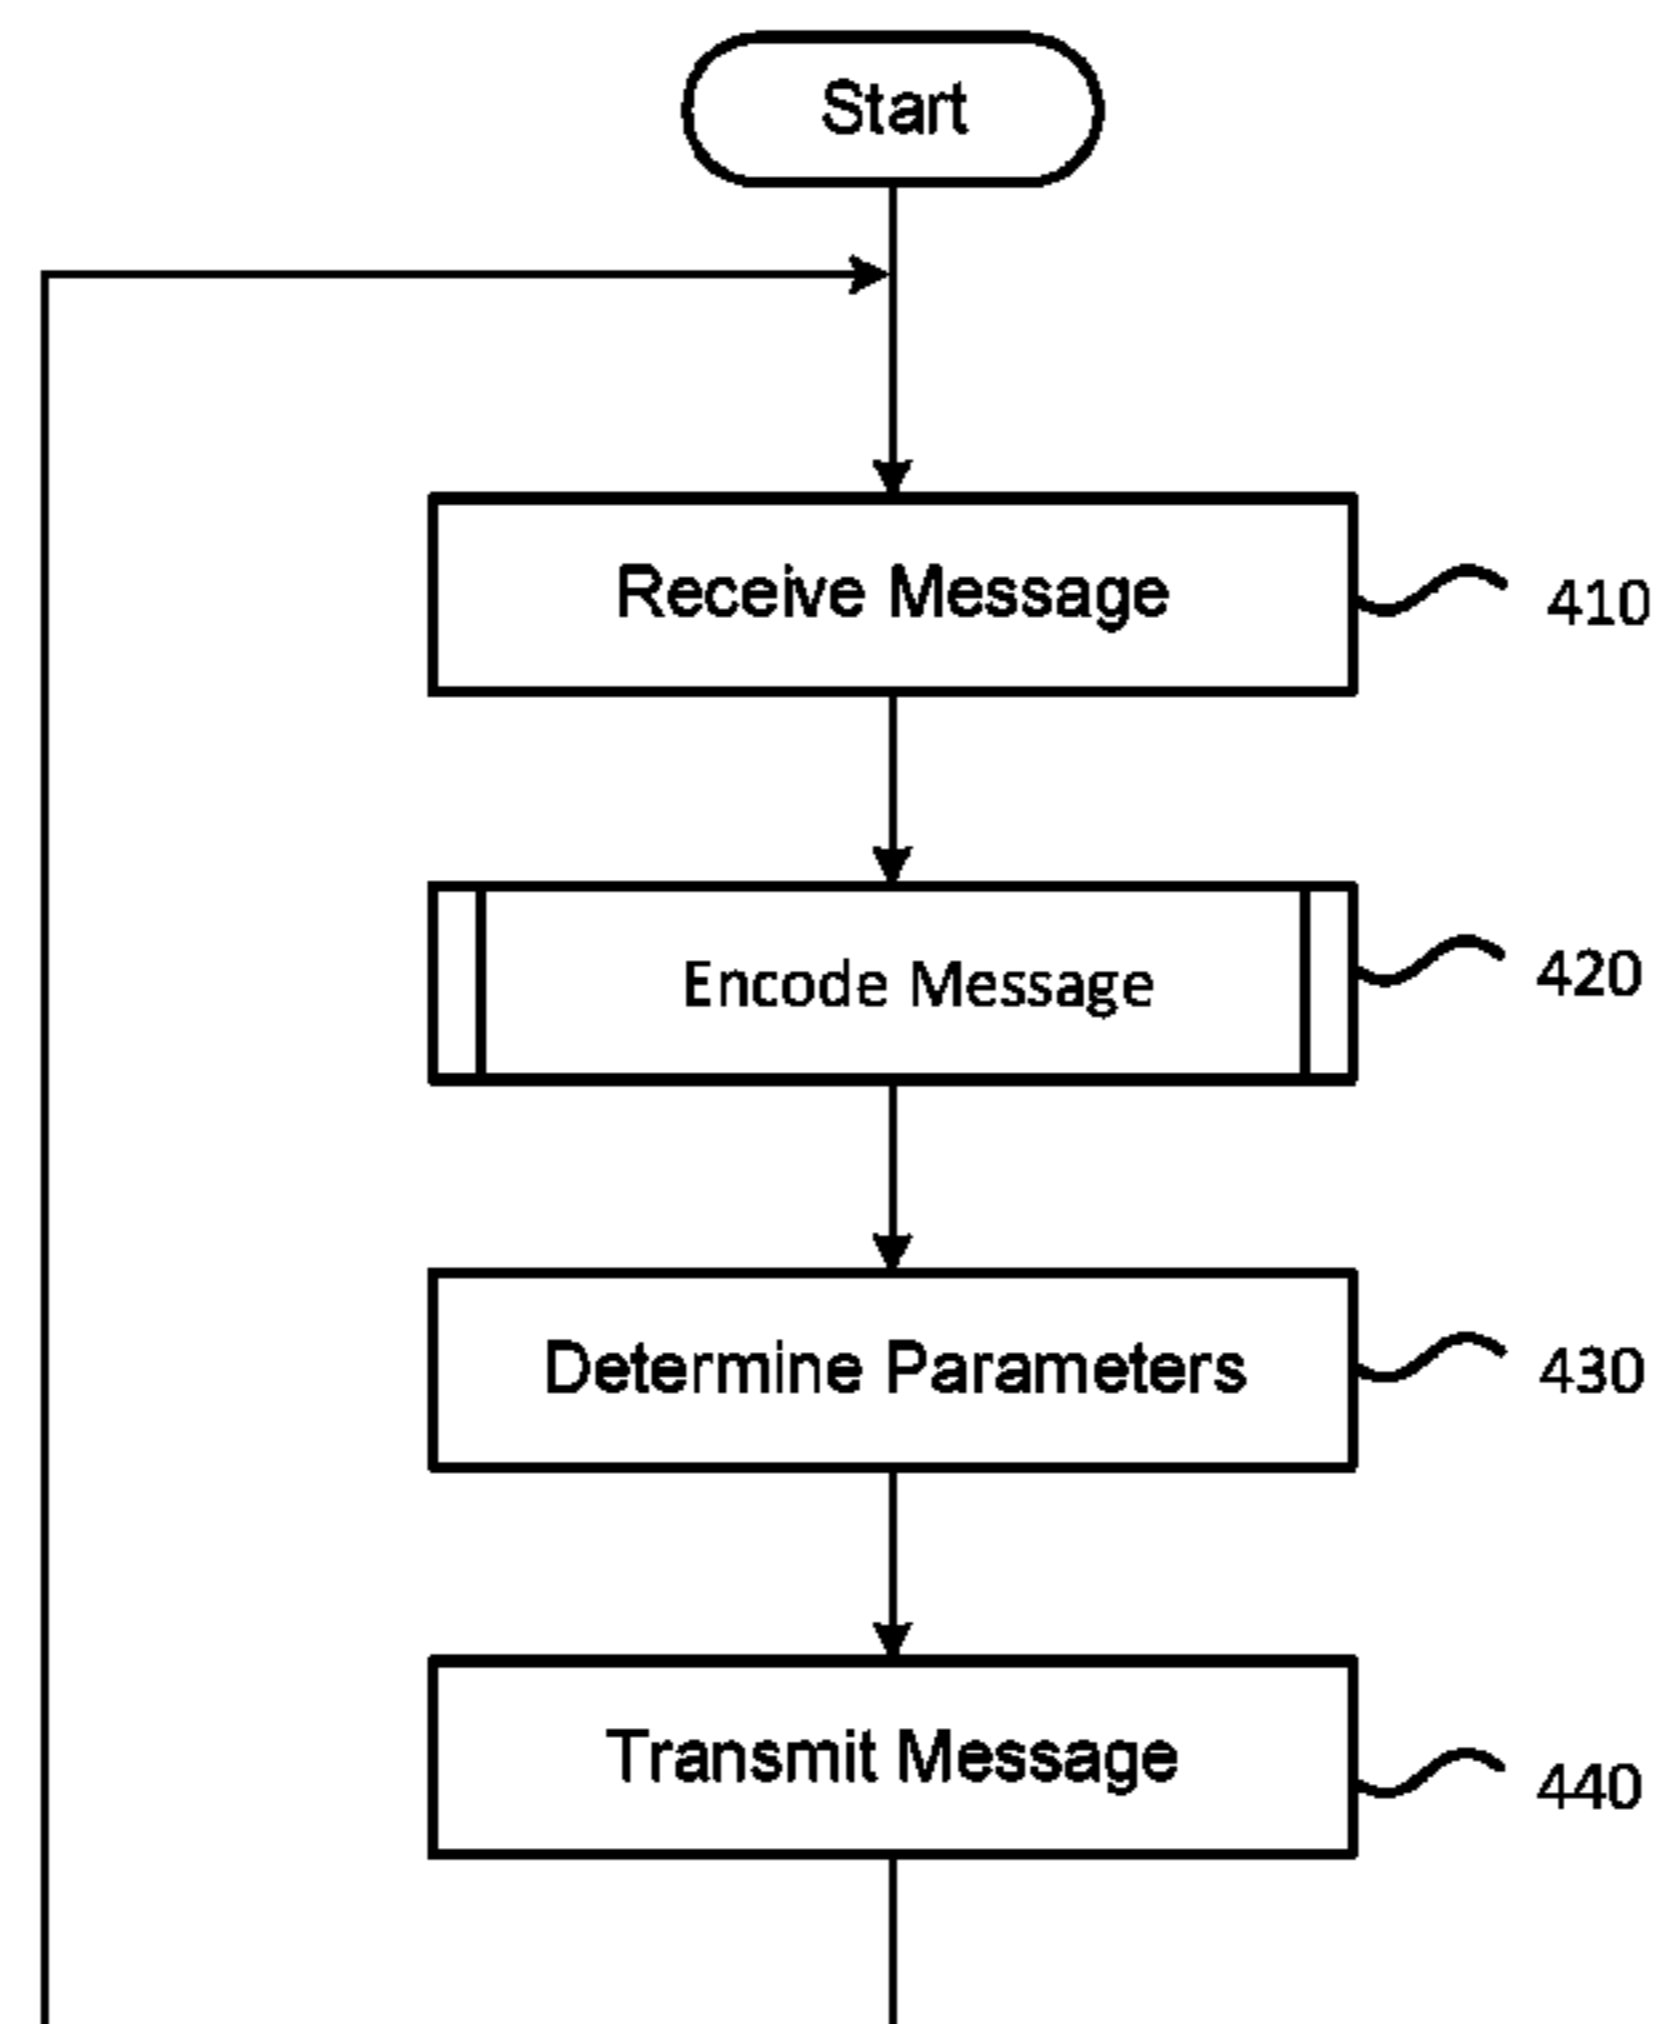 Start
Receive Message
410
Encode Message
420
Determine Parameters
430
Transmit Message
440